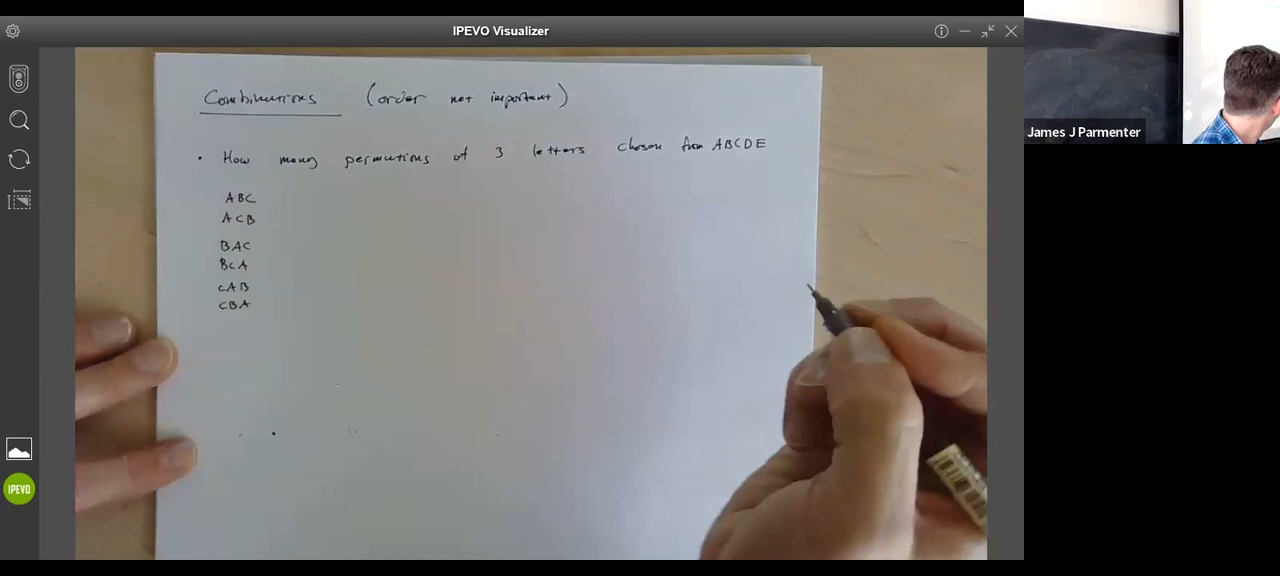 IPEVO Visualizer
Combinations (order not important)
· How many permutions of 3 letters chosen from ABCDE
ABC
ACB
BAC
BCA
CAB
CBA
IPEVO
James J Parmenter